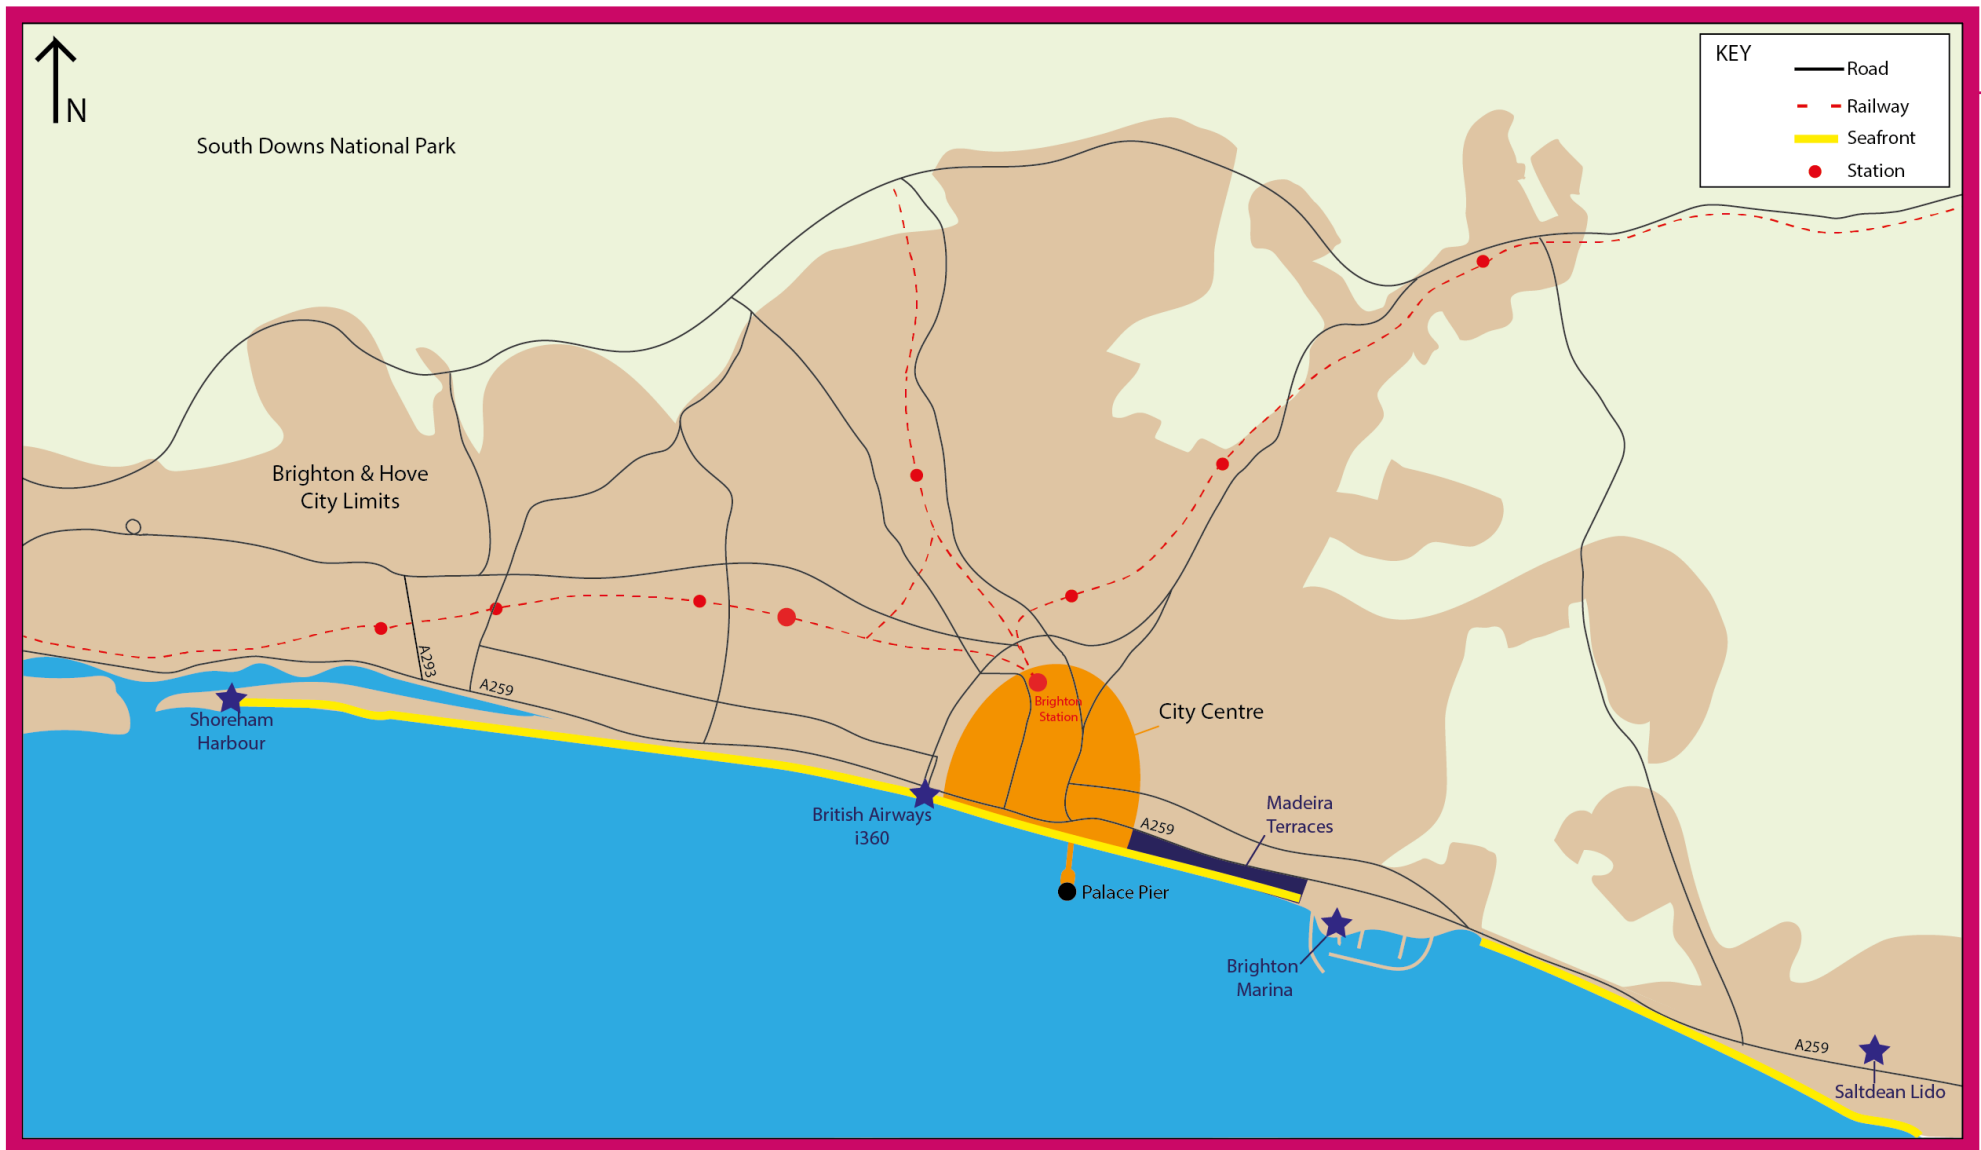 KEY
Road
Railway
Seafront
Station
N
South Downs National Park
Brighton & Hove
City Limits
A293
A259
Shoreham
Harbour
Brighton
Station
City Centre
British Airways
i360
A259
Madeira
Terraces
Palace Pier
Brighton
Marina
A259
Saltdean Lido